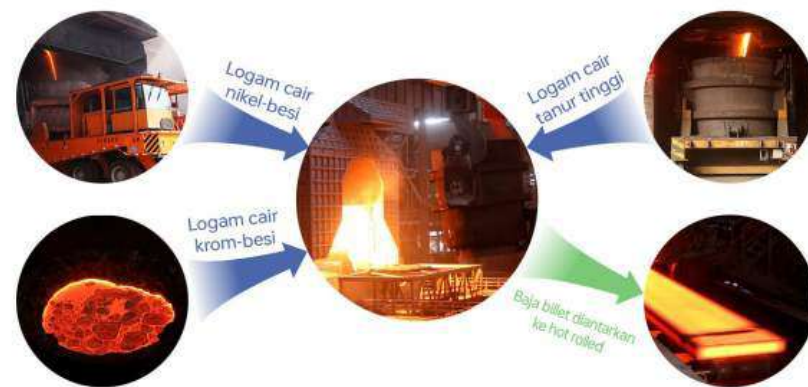 Logam cair
nikel-besi
Logam cair
tanur tinggi
Logam cair
krom-besi
Baja billet diantarkan
ke hot rolled